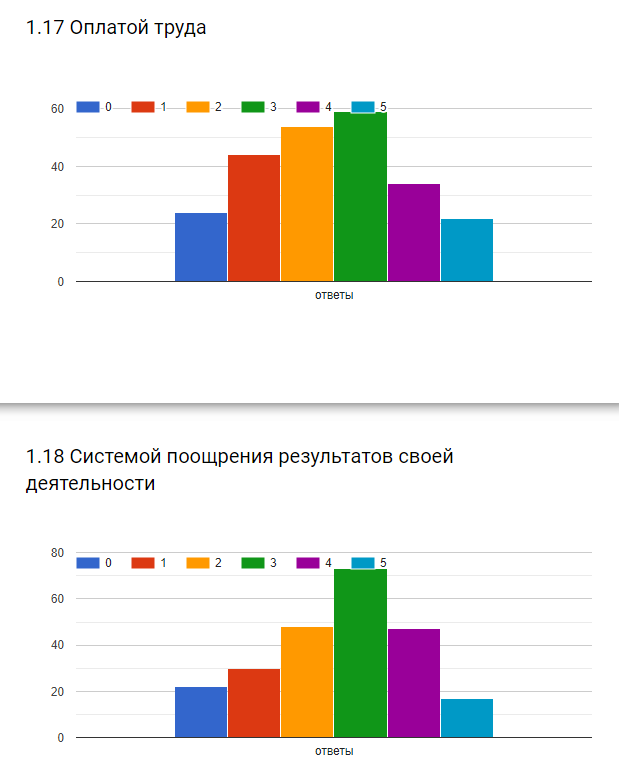 1.17 Оплатой труда
0 1 2 3 4 5
60
40
20
0
ответы
1.18 Системой поощрения результатов своей
деятельности
80
0 1 2 3 4 5
60
40
20
0
ответы